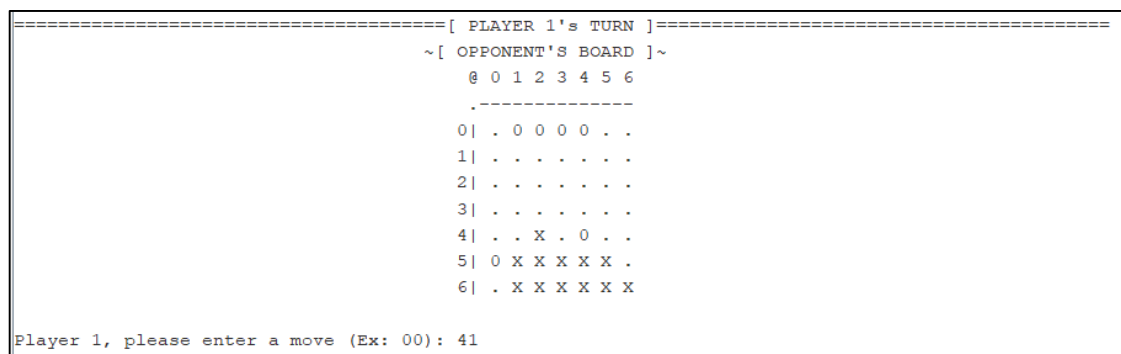 =======================================[ PLAYER 1's TURN ]=========================================
~[ OPPONENT'S BOARD ]~
@ 0 1 2 3 4 5 6
.--------------
0| . 0 0 0 0 . .
1| . . . . . . .
2| . . . . . . .
3| . . . . . . .
4| . . X . 0 . .
5| 0 X X X X X .
6| . X X X X X X
Player 1, please enter a move (Ex: 00): 41